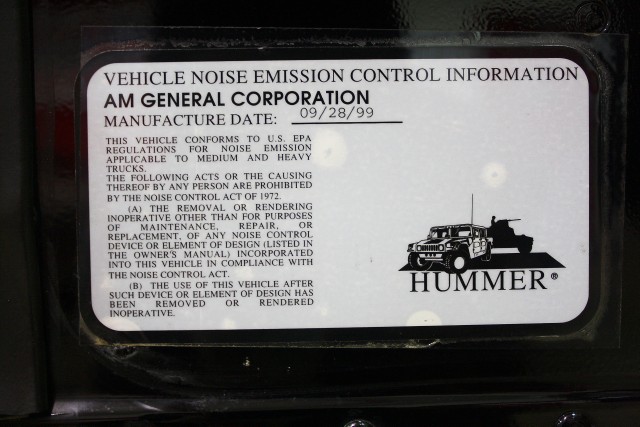 VEHICLE NOISE EMISSION CONTROL INFORMATION
AM GENERAL CORPORATION
MANUFACTURE DATE: 09/28/99
THIS VEHICLE CONFORMS TO U.S. EPA
REGULATIONS FOR NOISE EMISSION
APPLICABLE TO MEDIUM AND HEAVY
TRUCKS.
THE FOLLOWING ACTS OR THE CAUSING
THEREOF BY ANY PERSON ARE PROHIBITED
BY THE NOISE CONTROL ACT OF 1972.
(A) THE REMOVAL OR RENDERING
INOPERATIVE OTHER THAN FOR PURPOSES
OF MAINTENANCE, REPAIR, OR
REPLACEMENT, OF ANY NOISE CONTROL
DEVICE OR ELEMENT OF DESIGN (LISTED IN
THE OWNER'S MANUAL) INCORPORATED
INTO THIS VEHICLE IN COMPLIANCE WITH
THE NOISE CONTROL ACT.
(B) THE USE OF THIS VEHICLE AFTER
SUCH DEVICE OR ELEMENT OF DESIGN HAS
BEEN REMOVED OR RENDERED
INOPERATIVE.
HUMMER®